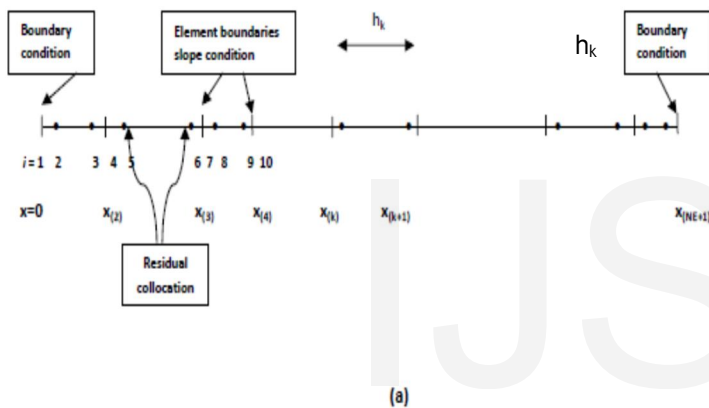 Boundary condition
Element boundaries slope condition
h_k
h_k
Boundary condition
i = 1 2 3 4 5 6 7 8 9 10
x=0 x_(2) x_(3) x_(4) x_(k) x_(k+1) x_(NE+1)
Residual collocation
IJS
(a)